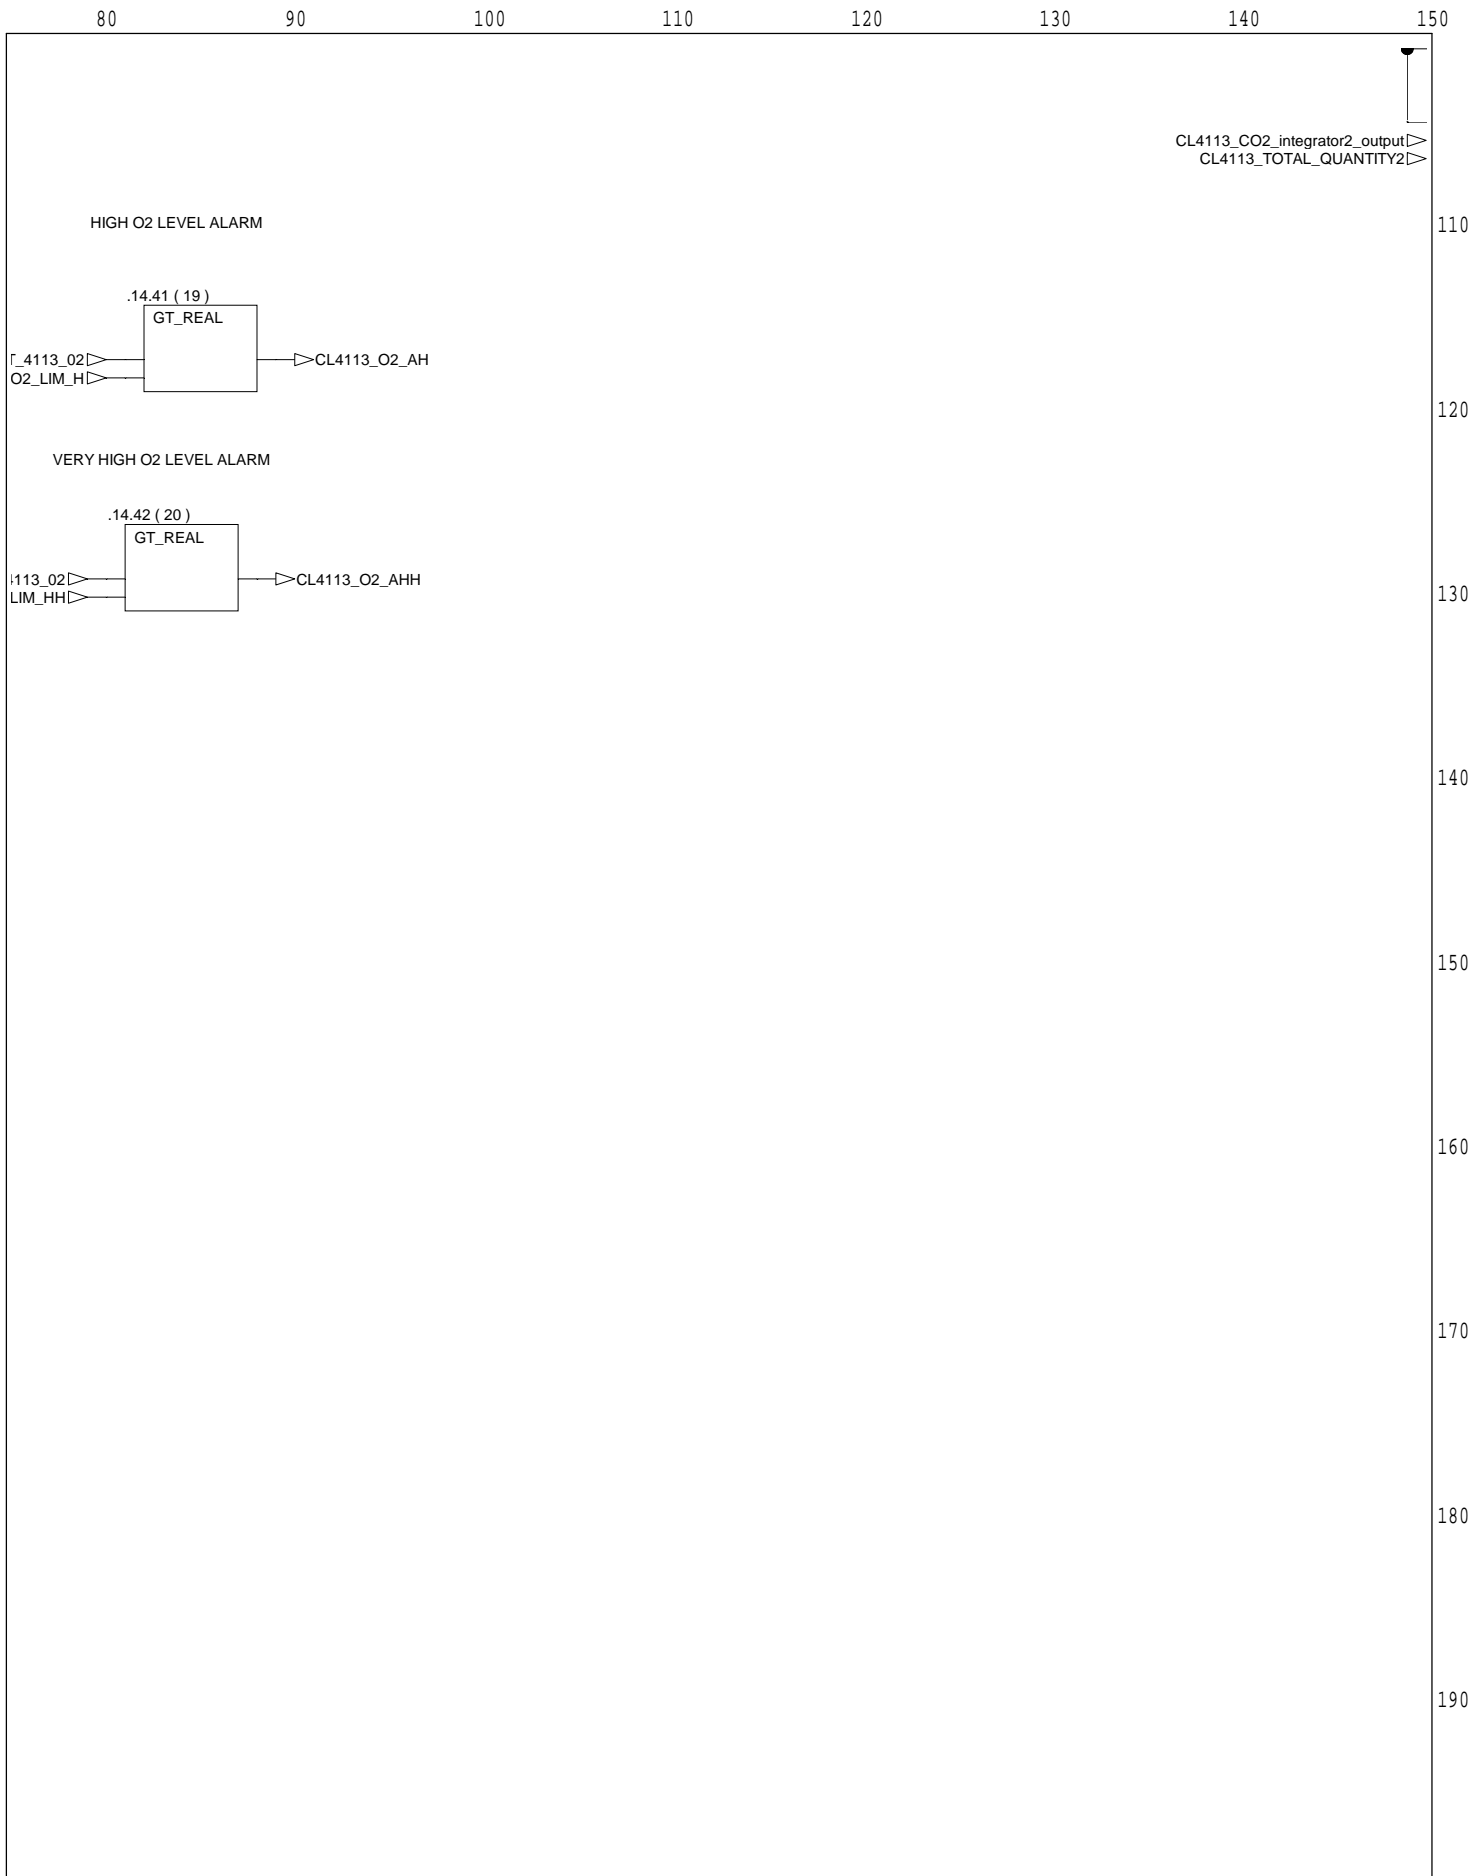 80 90 100 110 120 130 140 150
CL4113_CO2_integrator2_output
CL4113_TOTAL_QUANTITY2
HIGH O2 LEVEL ALARM
110
.14.41 ( 19 )
GT_REAL
_4113_02
CL4113_O2_AH
O2_LIM_H
120
VERY HIGH O2 LEVEL ALARM
.14.42 ( 20 )
GT_REAL
113_02
CL4113_O2_AHH
LIM_HH
130
140
150
160
170
180
190